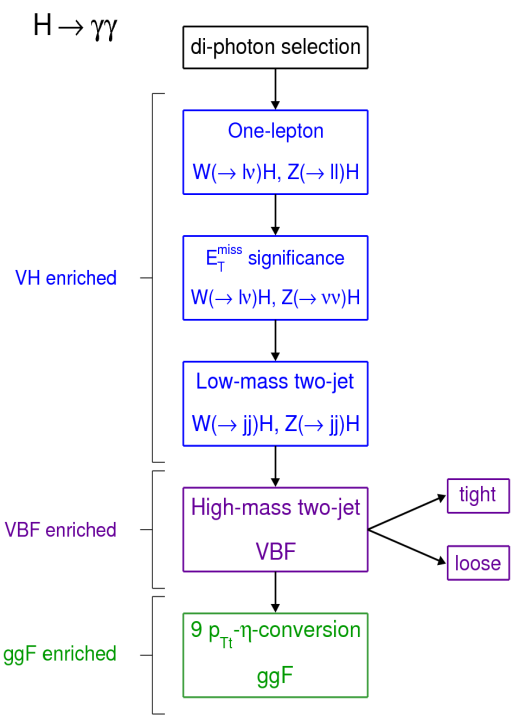 H → γγ
di-photon selection
One-lepton
W(→ lν)H, Z(→ ll)H
VH enriched
E_T^miss significance
W(→ lν)H, Z(→ νν)H
Low-mass two-jet
W(→ jj)H, Z(→ jj)H
VBF enriched
High-mass two-jet
VBF
tight
loose
ggF enriched
9 p_Tt-η-conversion
ggF